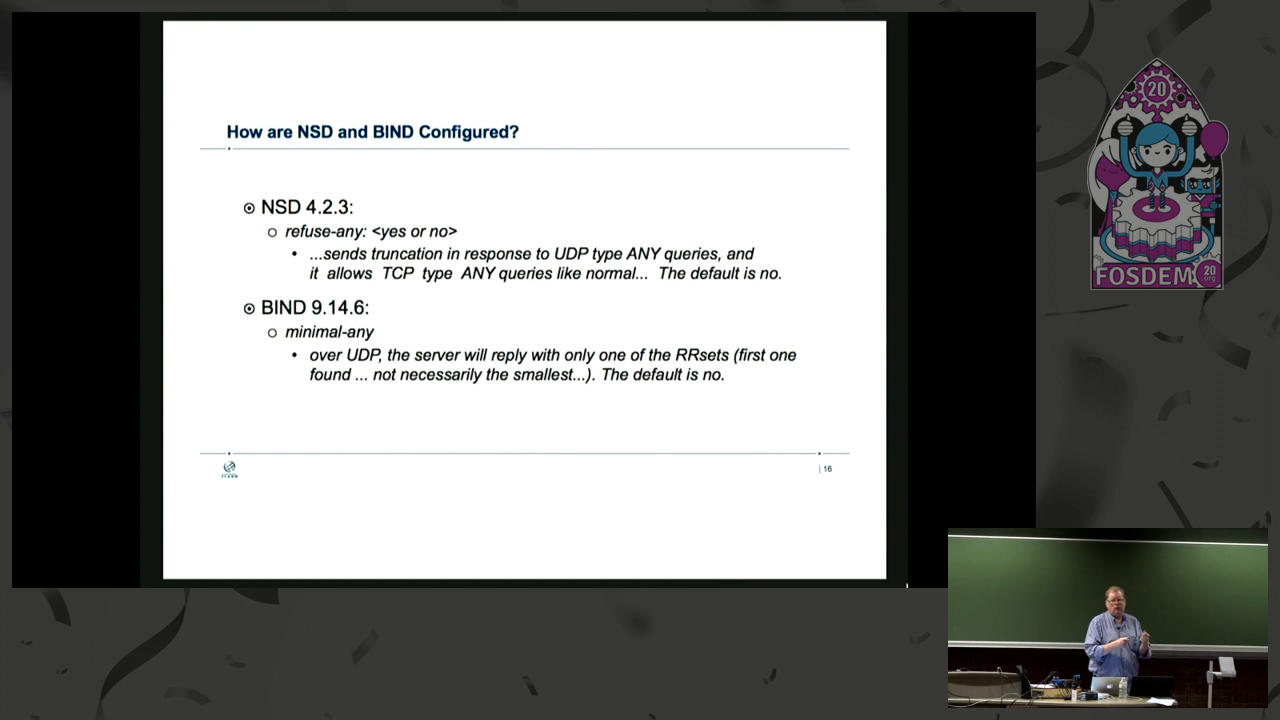 How are NSD and BIND Configured?
NSD 4.2.3:
refuse-any: <yes or no>
...sends truncation in response to UDP type ANY queries, and
it allows TCP type ANY queries like normal... The default is no.
BIND 9.14.6:
minimal-any
over UDP, the server will reply with only one of the RRsets (first one
found ... not necessarily the smallest...). The default is no.
ICANN
| 16
20
FOSDEM
20
.org